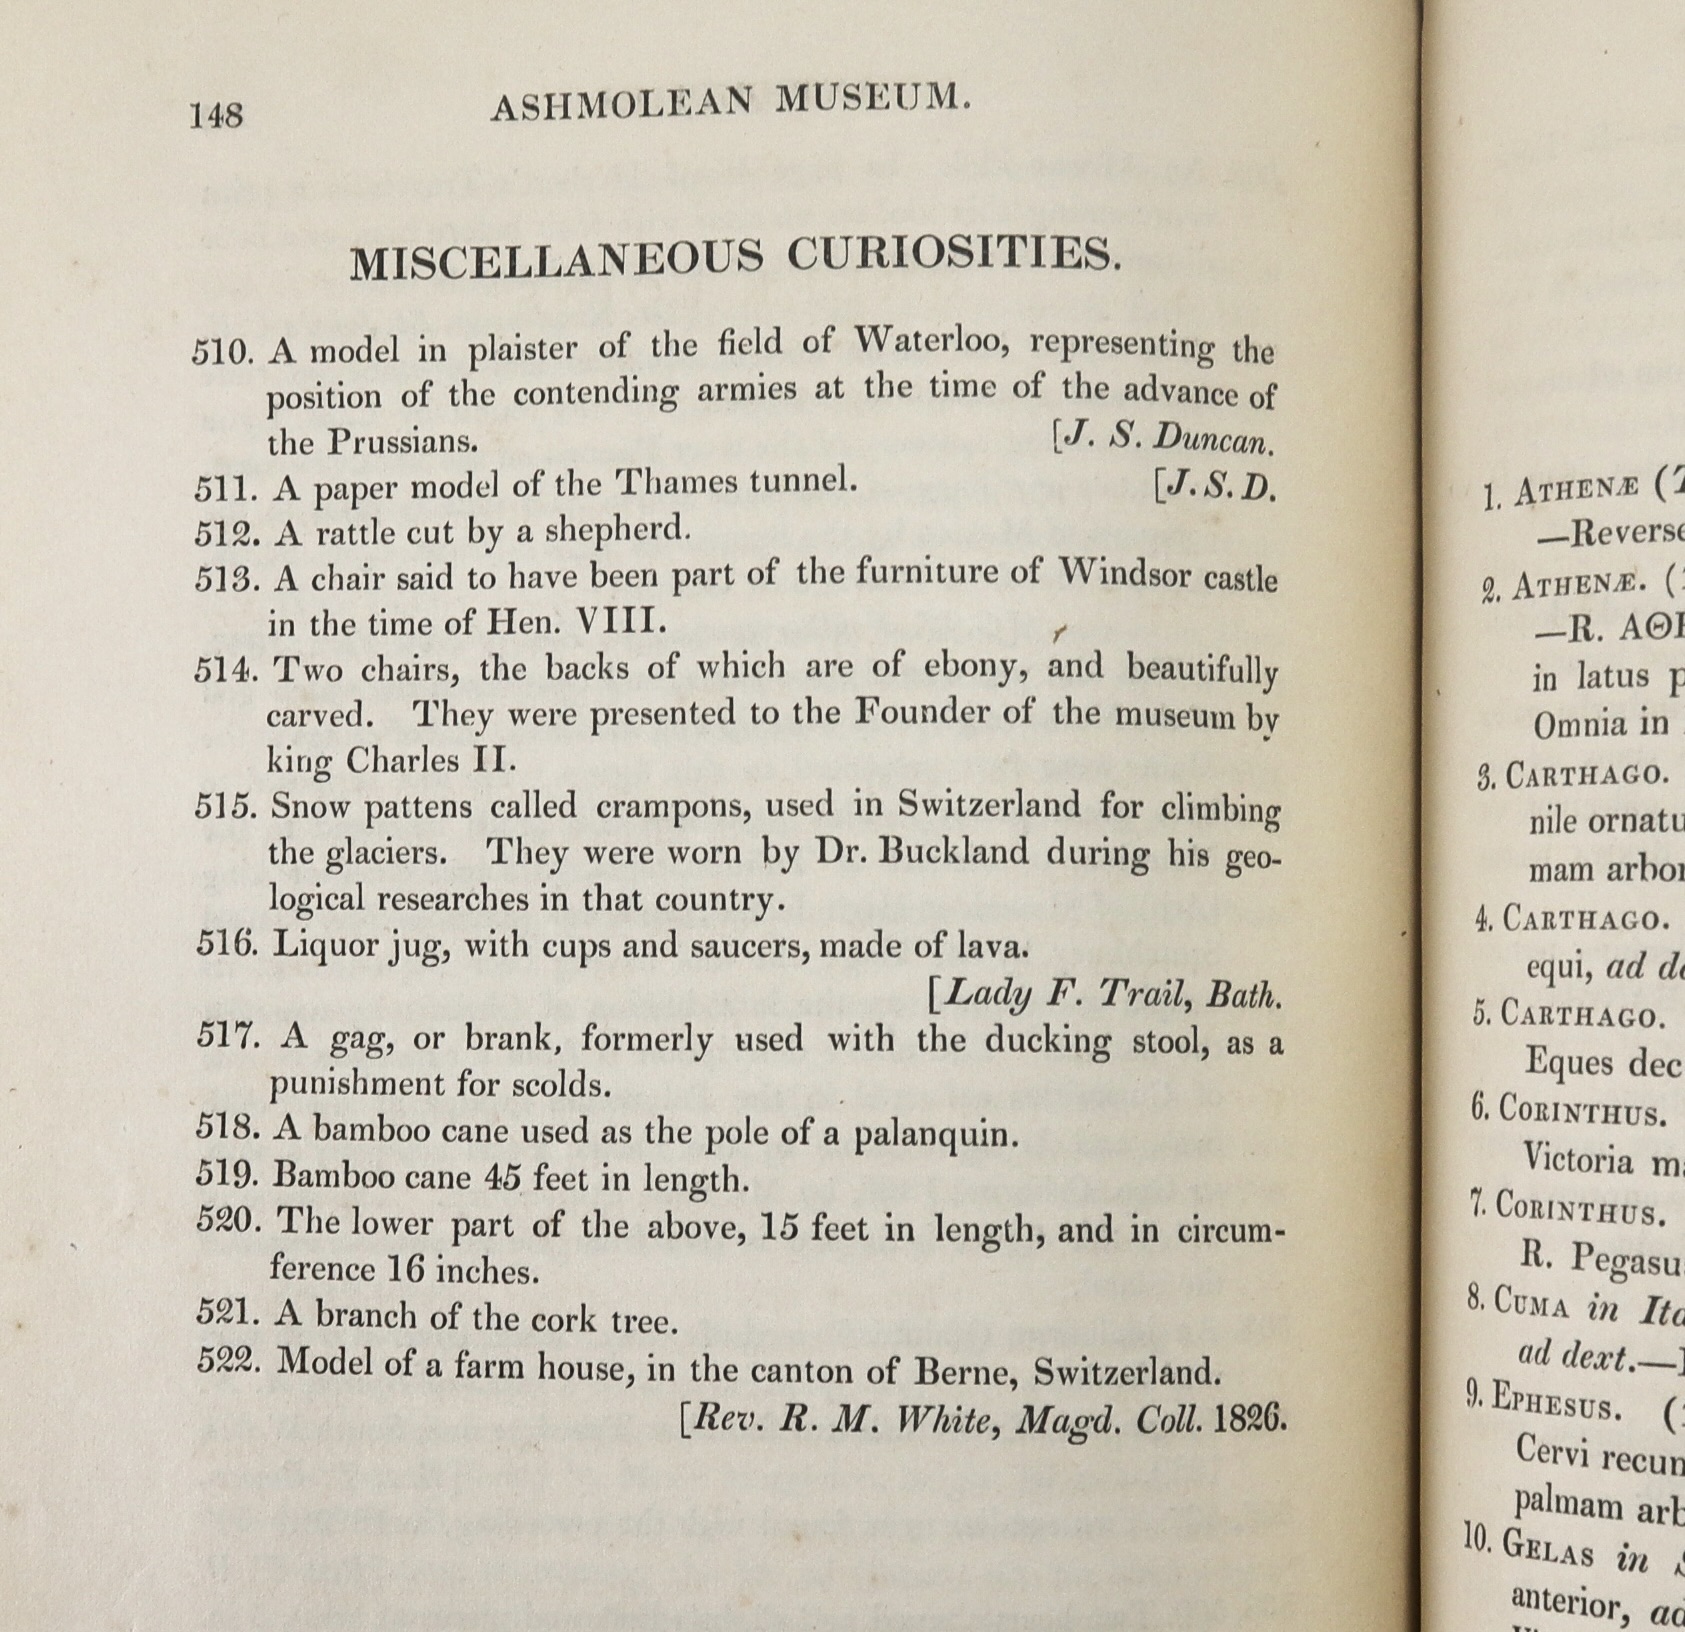 148 ASHMOLEAN MUSEUM.
MISCELLANEOUS CURIOSITIES.
510. A model in plaister of the field of Waterloo, representing the
position of the contending armies at the time of the advance of
the Prussians. [J. S. Duncan.
511. A paper model of the Thames tunnel. [J. S. D.
512. A rattle cut by a shepherd.
513. A chair said to have been part of the furniture of Windsor castle
in the time of Hen. VIII.
514. Two chairs, the backs of which are of ebony, and beautifully
carved. They were presented to the Founder of the museum by
king Charles II.
515. Snow pattens called crampons, used in Switzerland for climbing
the glaciers. They were worn by Dr. Buckland during his geo-
logical researches in that country.
516. Liquor jug, with cups and saucers, made of lava.
[Lady F. Trail, Bath.
517. A gag, or brank, formerly used with the ducking stool, as a
punishment for scolds.
518. A bamboo cane used as the pole of a palanquin.
519. Bamboo cane 45 feet in length.
520. The lower part of the above, 15 feet in length, and in circum-
ference 16 inches.
521. A branch of the cork tree.
522. Model of a farm house, in the canton of Berne, Switzerland.
[Rev. R. M. White, Magd. Coll. 1826.
1. ATHENÆ (
—Reverse
2. ATHENÆ. (
—R. ΑΘ
in latus
Omnia in
3. CARTHAGO.
nile ornatu
mam arbor
4. CARTHAGO.
equi, ad
5. CARTHAGO.
Eques dec
6. CORINTHUS.
Victoria
7. CORINTHUS.
R. Pegasu
8. CUMA in
ad dext.—
9. EPHESUS. (
Cervi recun
palmam arb
10. GELAS in
anterior, ad